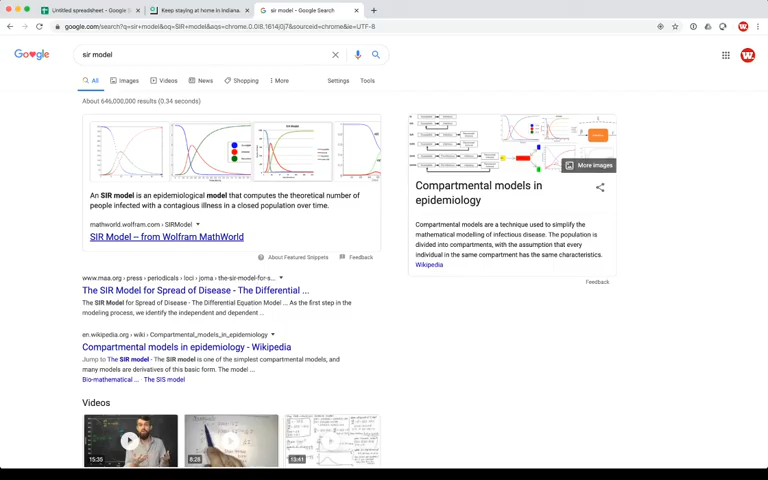 Untitled spreadsheet - Google S
Keep staying at home in Indiana.
sir model - Google Search
google.com/search?q=sir+model&oq=SIR+model&aqs=chrome.0.0l8.1614j0j7&sourceid=chrome&ie=UTF-8
Google
sir model
All
Images
Videos
News
Shopping
More
Settings
Tools
About 646,000,000 results (0.34 seconds)
SIR MODEL
An SIR model is an epidemiological model that computes the theoretical number of
people infected with a contagious illness in a closed population over time.
mathworld.wolfram.com › SIRModel
SIR Model -- from Wolfram MathWorld
About Featured Snippets
Feedback
www.maa.org › press › periodicals › loci › joma › the-sir-model-for-s...
The SIR Model for Spread of Disease - The Differential ...
The SIR Model for Spread of Disease - The Differential Equation Model ... As the first step in the
modeling process, we identify the independent and dependent ...
en.wikipedia.org › wiki › Compartmental_models_in_epidemiology
Compartmental models in epidemiology - Wikipedia
Jump to The SIR model - The SIR model is one of the simplest compartmental models, and
many models are derivatives of this basic form. The model ...
Bio-mathematical ... · The SIS model
Videos
15:35
8:28
13:41
More images
Compartmental models in
epidemiology
Compartmental models are a technique used to simplify the
mathematical modelling of infectious disease. The population is
divided into compartments, with the assumption that every
individual in the same compartment has the same characteristics.
Wikipedia
Feedback